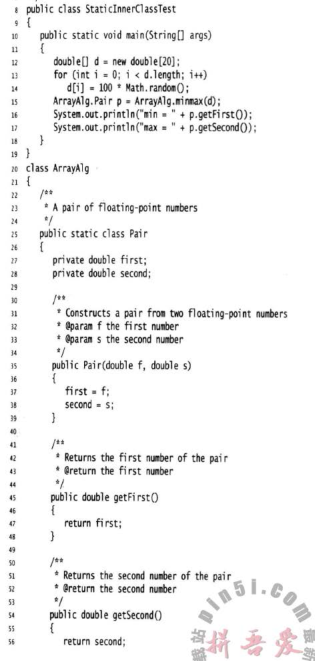 8 public class StaticInnerClassTest
9 {
10 public static void main(String[] args)
11 {
12 double[] d = new double[20];
13 for (int i = 0; i < d.length; i++)
14 d[i] = 100 * Math.random();
15 ArrayAlg.Pair p = ArrayAlg.minmax(d);
16 System.out.println("min = " + p.getFirst());
17 System.out.println("max = " + p.getSecond());
18 }
19 }
20 class ArrayAlg
21 {
22 /**
23 * A pair of floating-point numbers
24 */
25 public static class Pair
26 {
27 private double first;
28 private double second;
29
30 /**
31 * Constructs a pair from two floating-point numbers
32 * @param f the first number
33 * @param s the second number
34 */
35 public Pair(double f, double s)
36 {
37 first = f;
38 second = s;
39 }
40
41 /**
42 * Returns the first number of the pair
43 * @return the first number
44 */
45 public double getFirst()
46 {
47 return first;
48 }
49
50 /**
51 * Returns the second number of the pair
52 * @return the second number
53 */
54 public double getSecond()
55 {
56 return second;
拼吾爱